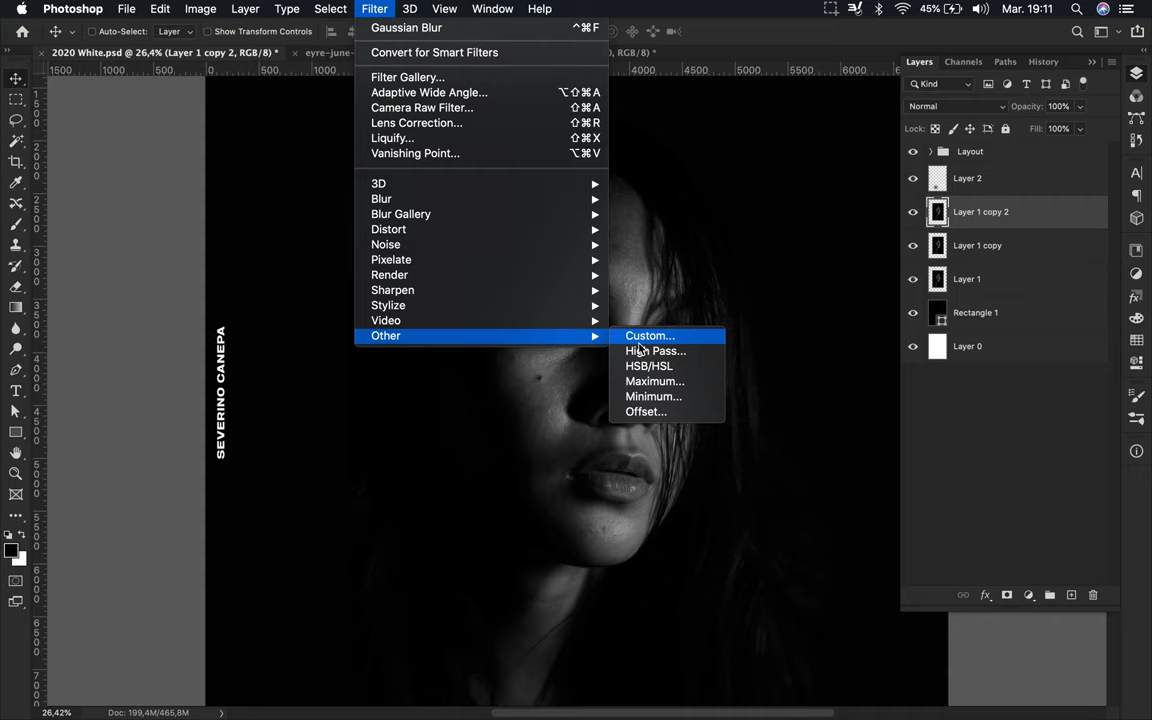 Photoshop File Edit Image Layer Type Select Filter 3D View Window Help 45% Mar. 19:11
Auto-Select: Layer Show Transform Controls
2020 White.psd @ 26,4% (Layer 1 copy 2, RGB/8) * eyre-june- 0, RGB/8) *
1500 1000 500 0 500 1000 4000 4500 5000 5500 6000
Gaussian Blur ⌃⌘F
Convert for Smart Filters
Filter Gallery...
Adaptive Wide Angle... ⌥⇧⌘A
Camera Raw Filter... ⇧⌘A
Lens Correction... ⇧⌘R
Liquify... ⇧⌘X
Vanishing Point... ⌥⌘V
3D
Blur
Blur Gallery
Distort
Noise
Pixelate
Render
Sharpen
Stylize
Video
Other
Custom...
High Pass...
HSB/HSL
Maximum...
Minimum...
Offset...
SEVERINO CANEPA
Layers Channels Paths History
Kind
Normal Opacity: 100%
Lock: Fill: 100%
Layout
Layer 2
Layer 1 copy 2
Layer 1 copy
Layer 1
Rectangle 1
Layer 0
fx
26,42% Doc: 199,4M/465,8M